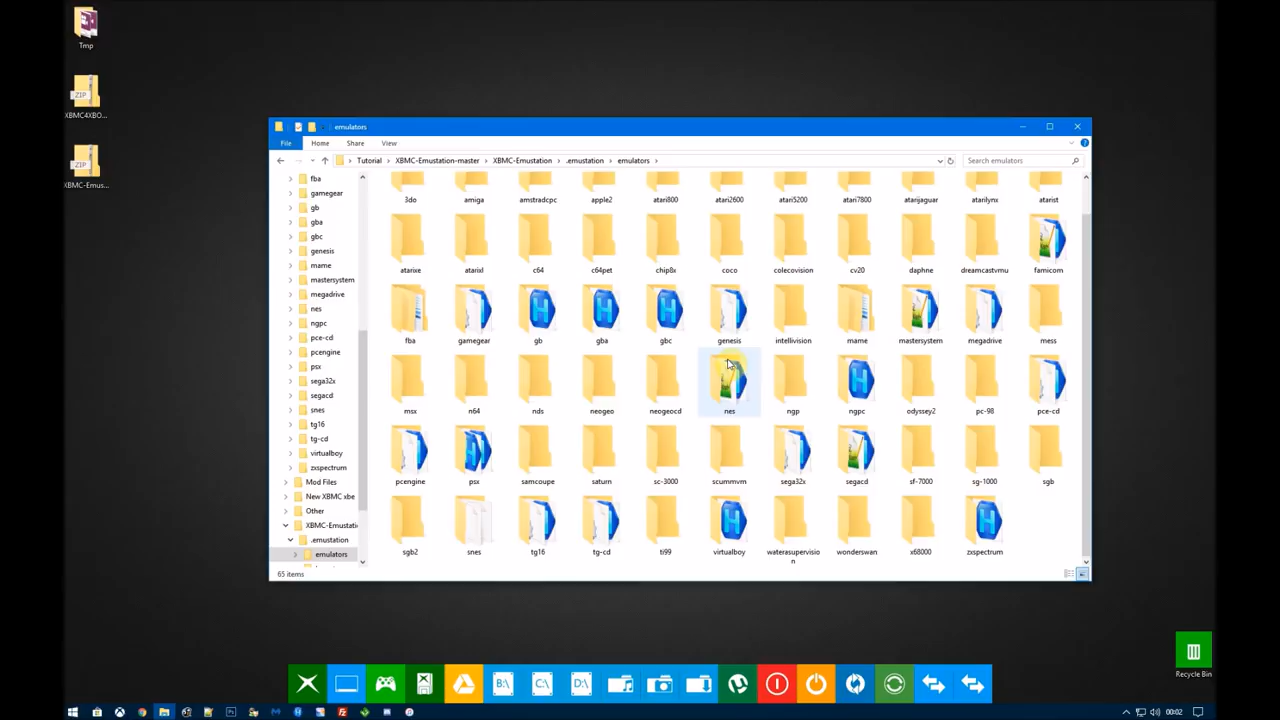 Tmp
XBMC4XBO...
ZIP
XBMC-Emus...
ZIP
emulators
File Home Share View
Tutorial XBMC-Emustation-master XBMC-Emustation .emustation emulators
Search emulators
fba
gamegear
gb
gba
gbc
genesis
mame
mastersystem
megadrive
nes
ngpc
pce-cd
pcengine
psx
sega32x
segacd
snes
tg16
tg-cd
virtualboy
zxspectrum
Mod Files
New XBMC xbe
Other
XBMC-Emustatio
.emustation
emulators
3do amiga amstradcpc apple2 atari800 atari2600 atari5200 atari7800 atarijaguar atarilynx atarist
atarixe atarixl c64 c64pet chip8x coco colecovision cv20 daphne dreamcastvmu famicom
fba gamegear gb gba gbc genesis intellivision mame mastersystem megadrive mess
msx n64 nds neogeo neogeocd nes ngp ngpc odyssey2 pc-98 pce-cd
pcengine psx samcoupe saturn sc-3000 scummvm sega32x segacd sf-7000 sg-1000 sgb
sgb2 snes tg16 tg-cd ti99 virtualboy waterasupervision wonderswan x68000 zxspectrum
65 items
Recycle Bin
B:\ C:\ D:\
00:02